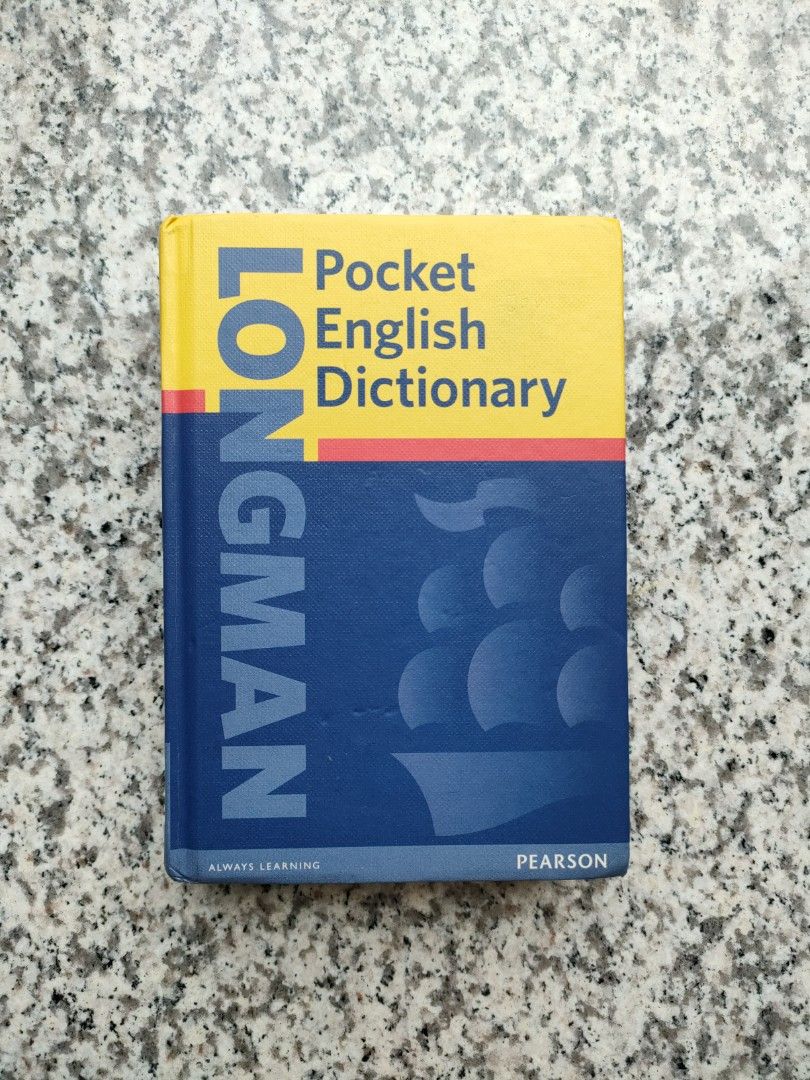 LONGMAN
Pocket
English
Dictionary
ALWAYS LEARNING
PEARSON